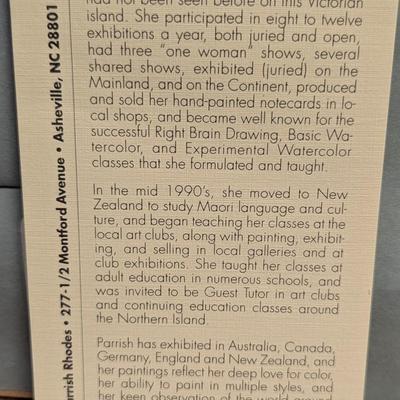 had not been seen before on this Victorian
island. She participated in eight to twelve
exhibitions a year, both juried and open,
had three "one woman" shows, several
shared shows, exhibited (juried) on the
Mainland, and on the Continent, produced
and sold her hand-painted notecards in lo-
cal shops, and became well known for the
successful Right Brain Drawing, Basic Wa-
tercolor, and Experimental Watercolor
classes that she formulated and taught.
In the mid 1990's, she moved to New
Zealand to study Maori language and cul-
ture, and began teaching her classes at the
local art clubs, along with painting, exhibit-
ing, and selling in local galleries and at
club exhibitions. She taught her classes at
adult education in numerous schools, and
was invited to be Guest Tutor in art clubs
and continuing education classes around
the Northern Island.
Parrish has exhibited in Australia, Canada,
Germany, England and New Zealand, and
her paintings reflect her deep love for color,
her ability to paint in multiple styles, and
her keen observation of the world around
arrish Rhodes • 277-1/2 Montford Avenue • Asheville, NC 28801